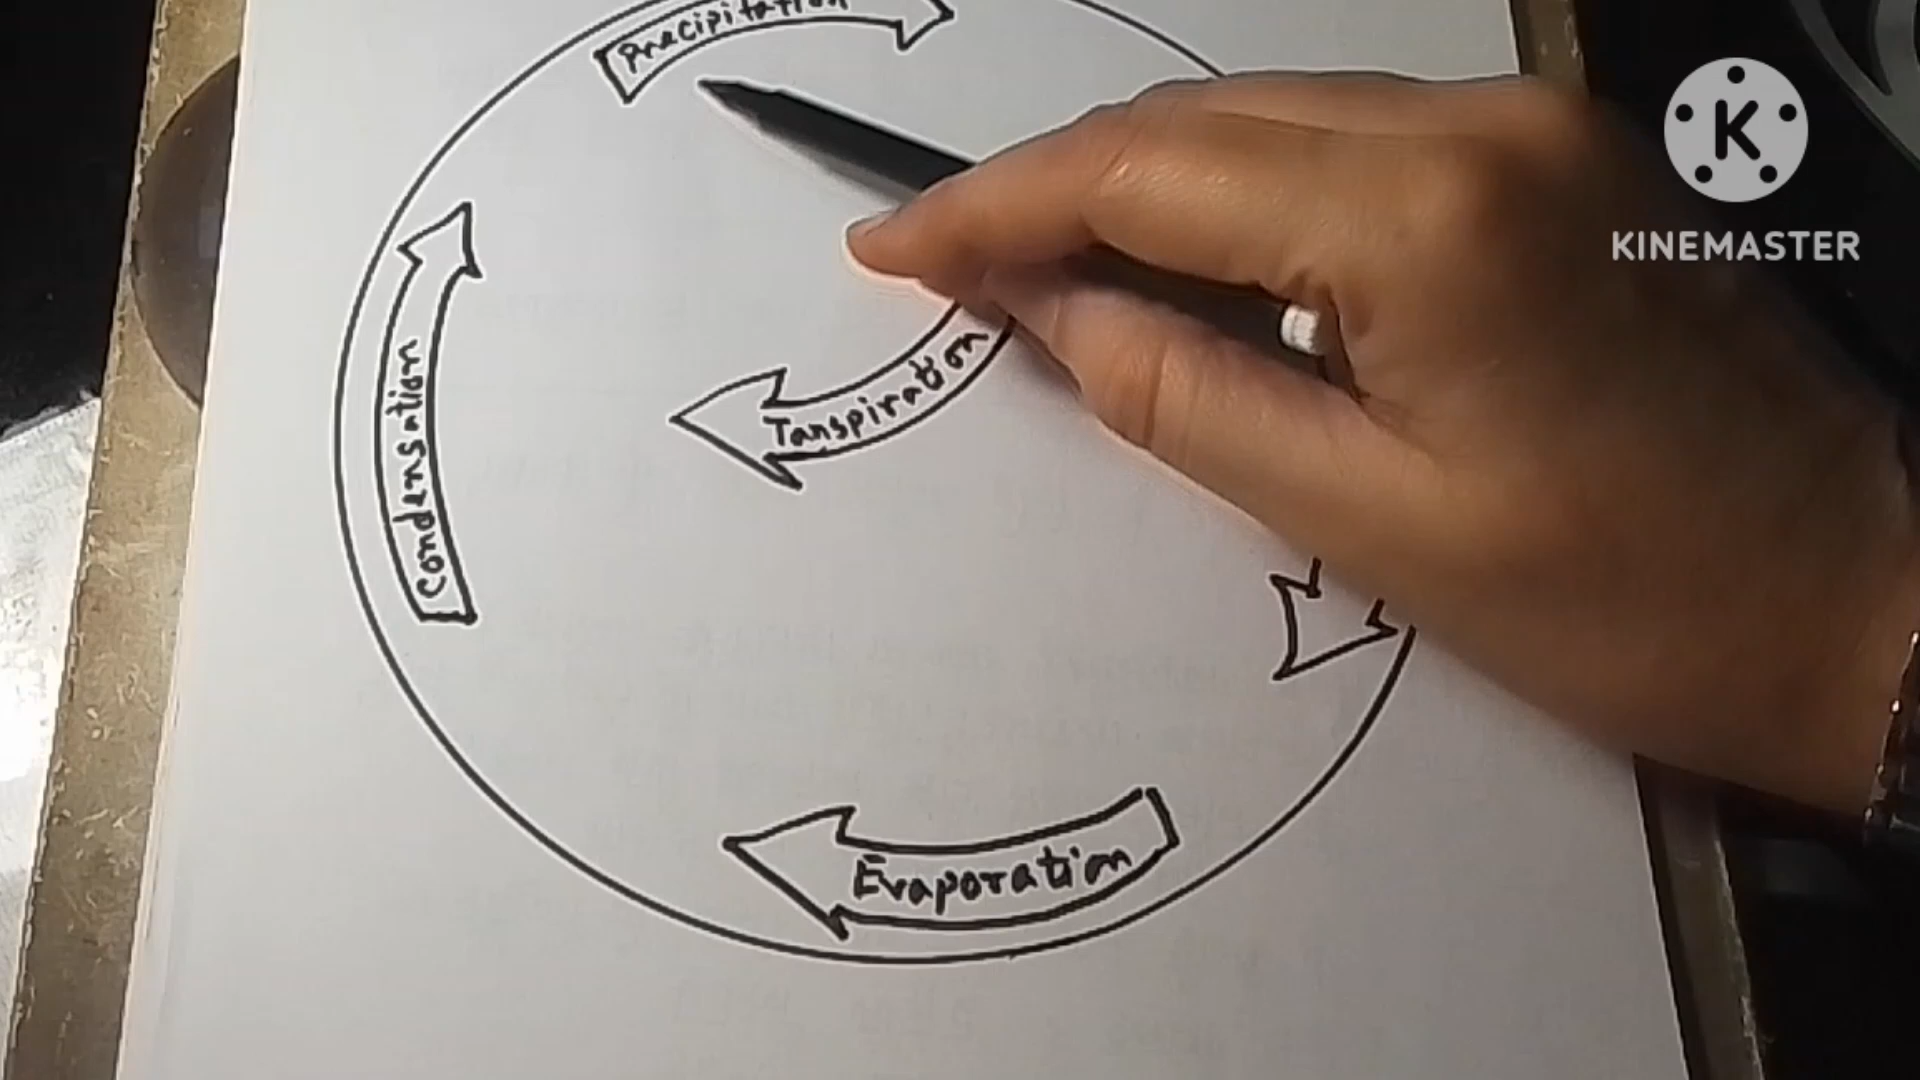 Precipitation
K
KINEMASTER
Tanspiration
Condensation
Evaporation